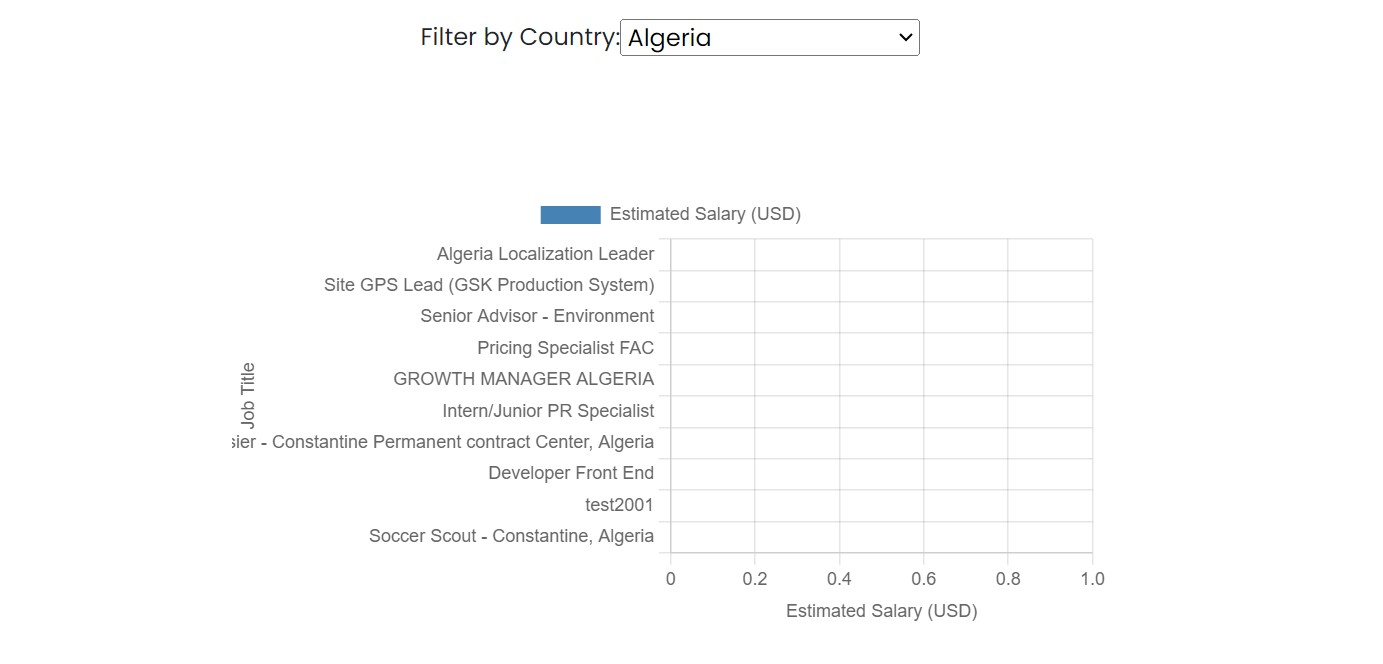 Filter by Country: Algeria
Estimated Salary (USD)
Algeria Localization Leader
Site GPS Lead (GSK Production System)
Senior Advisor - Environment
Pricing Specialist FAC
GROWTH MANAGER ALGERIA
Job Title
Intern/Junior PR Specialist
- Constantine Permanent contract Center, Algeria
Developer Front End
test2001
Soccer Scout - Constantine, Algeria
0 0.2 0.4 0.6 0.8 1.0
Estimated Salary (USD)